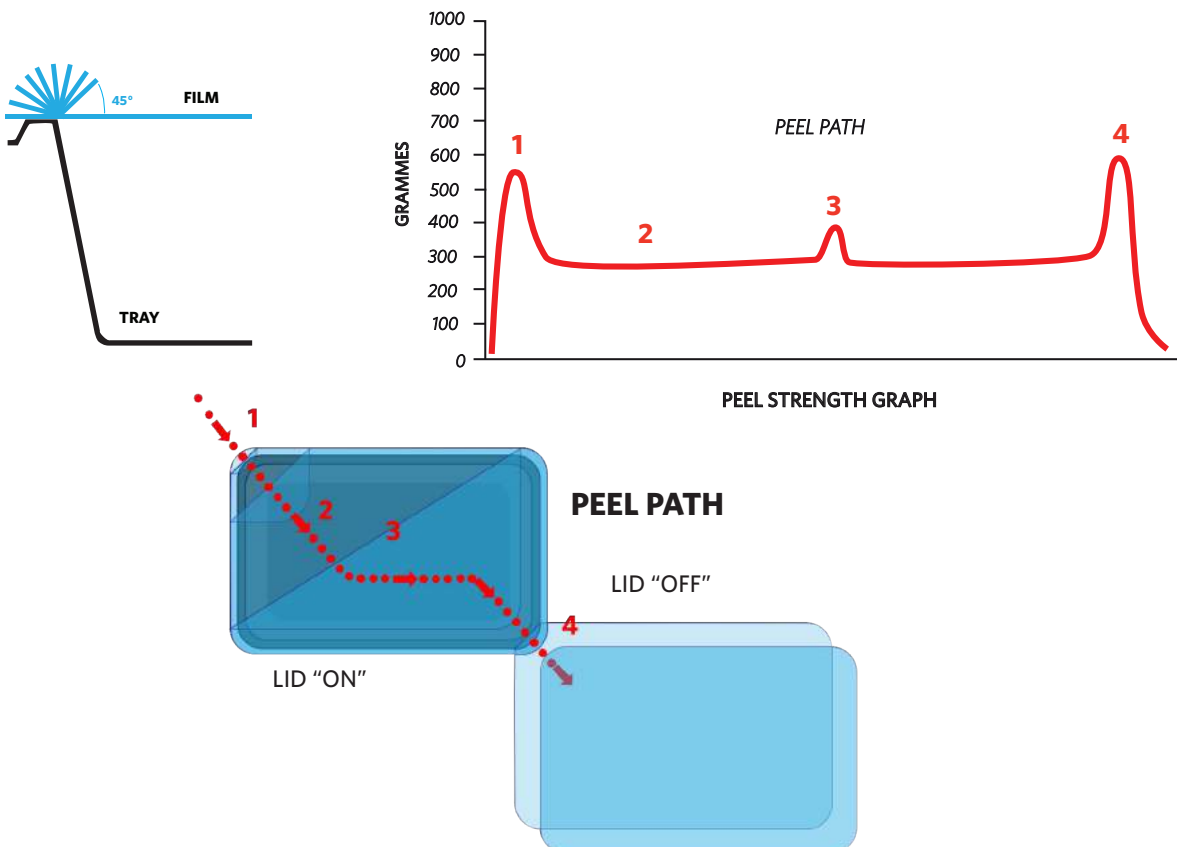 45°
FILM
TRAY
1000
900
800
700
600
500
400
300
200
100
0
GRAMMES
PEEL PATH
1
2
3
4
PEEL STRENGTH GRAPH
1
2
3
4
PEEL PATH
LID “OFF”
LID “ON”